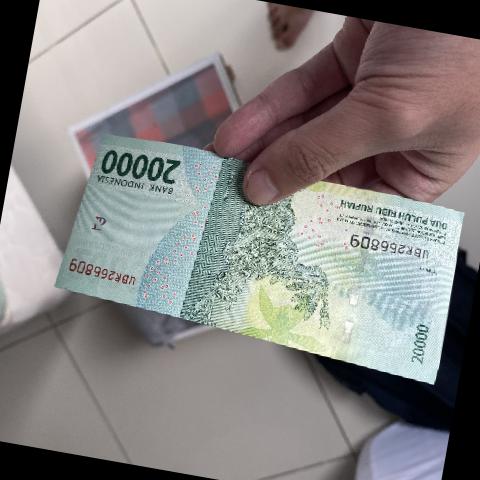 20000
BANK INDONESIA
UBR266809
DUA PULUH RIBU RUPIAH
UBR266809
20000